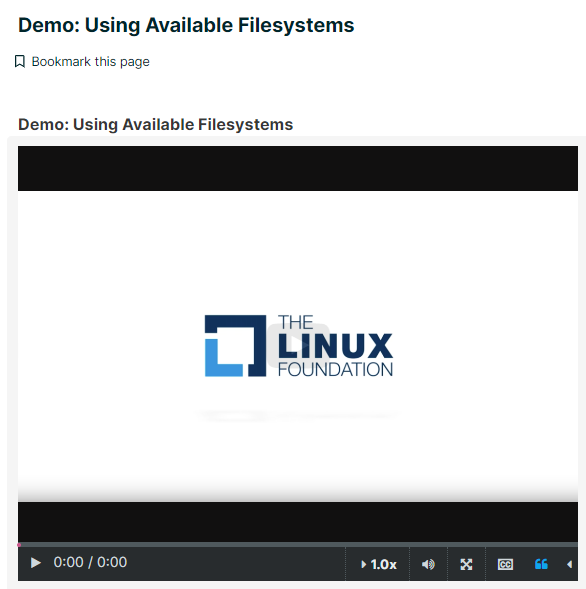 Demo: Using Available Filesystems
Bookmark this page
Demo: Using Available Filesystems
THE
LINUX
FOUNDATION
0:00 / 0:00
1.0x
CC